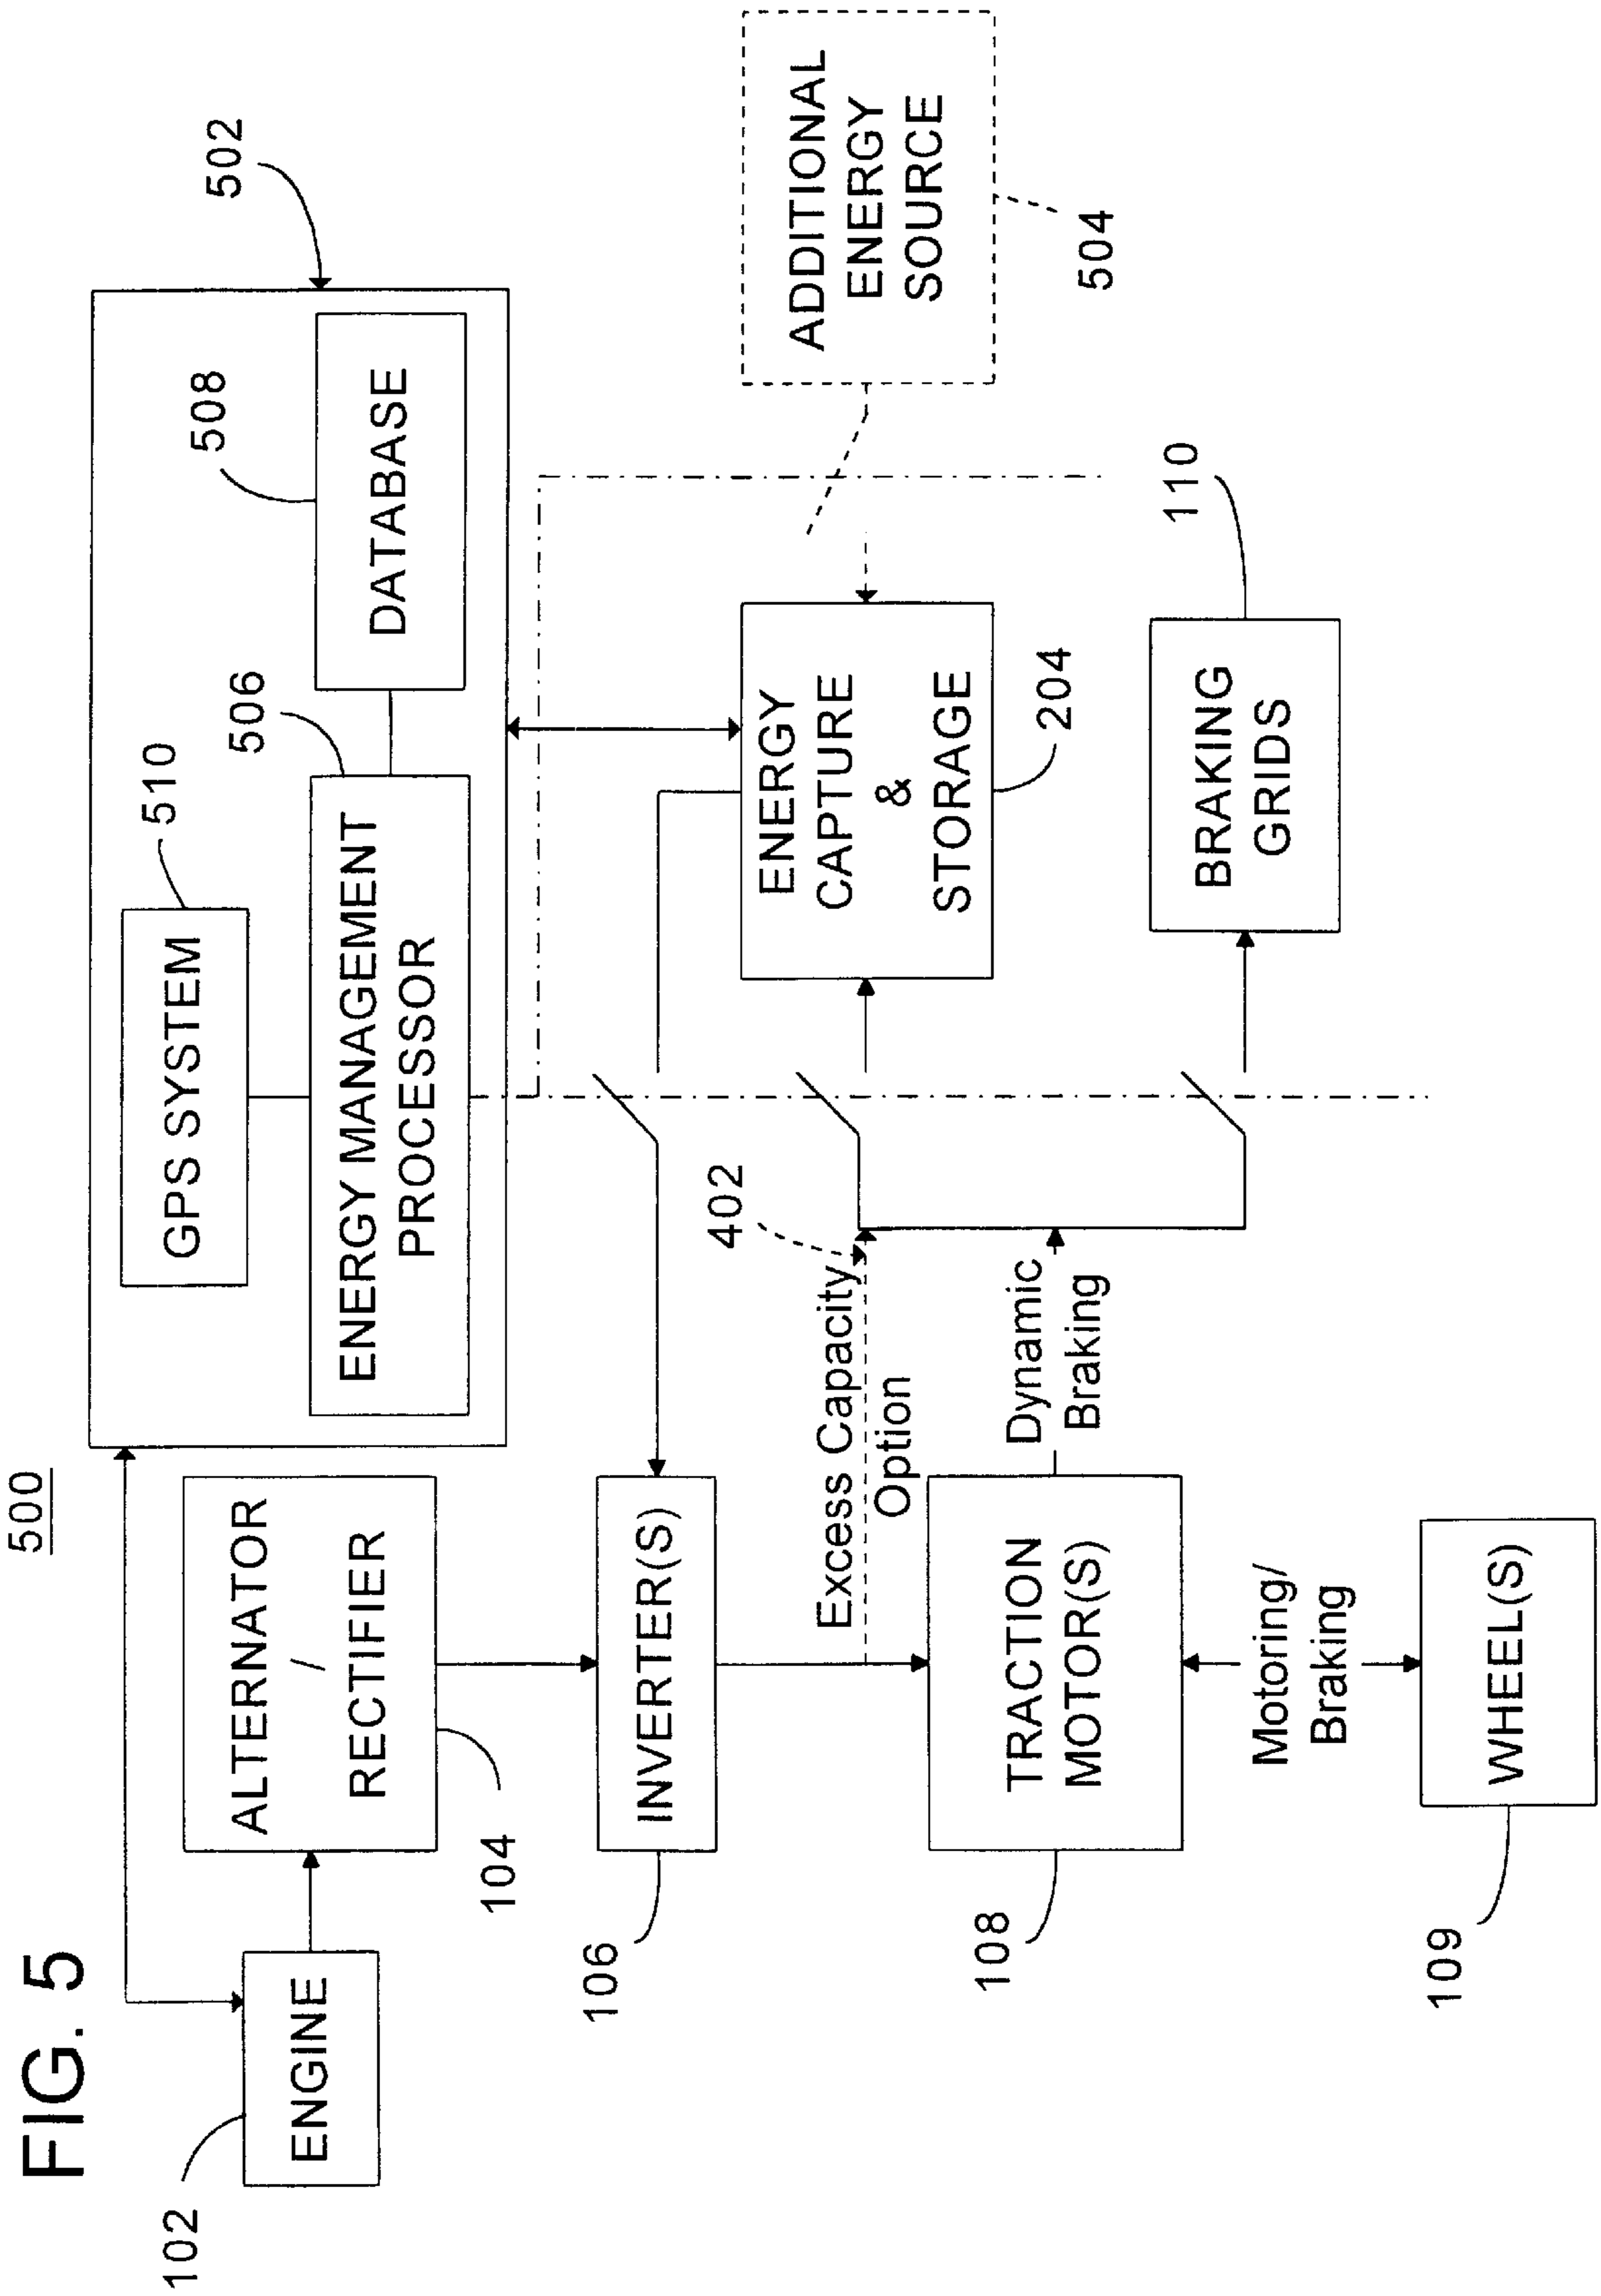 FIG. 5
500
102
ENGINE
ALTERNATOR
/
RECTIFIER
104
GPS SYSTEM
510
ENERGY MANAGEMENT
PROCESSOR
506
DATABASE
508
502
INVERTER(S)
106
Excess Capacity
Option
402
ENERGY
CAPTURE
&
STORAGE
204
ADDITIONAL
ENERGY
SOURCE
504
TRACTION
MOTOR(S)
108
Dynamic
Braking
BRAKING
GRIDS
110
Motoring/
Braking
WHEEL(S)
109